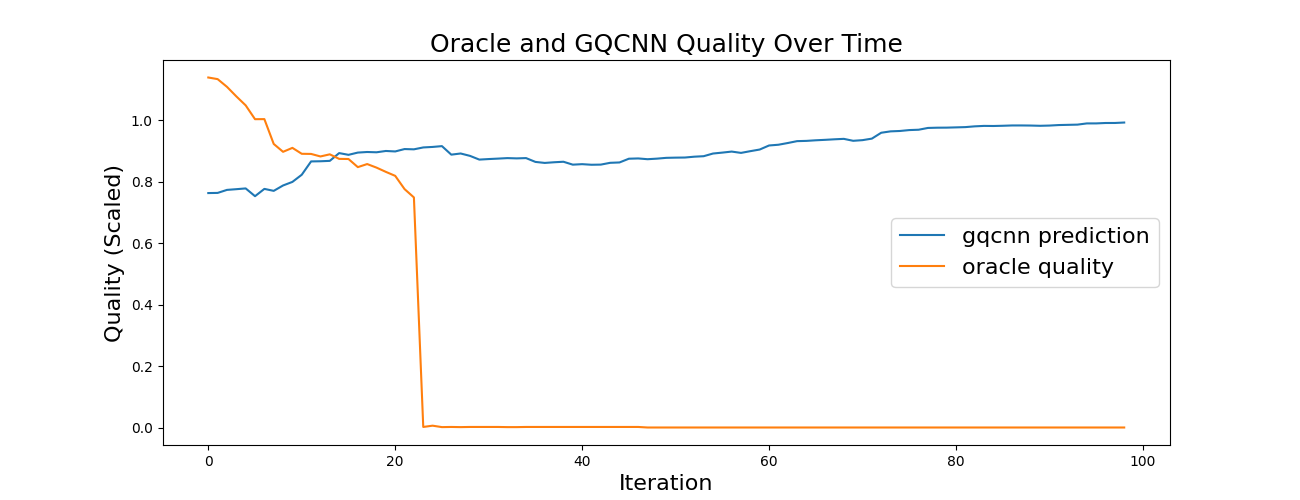 Oracle and GQCNN Quality Over Time
Quality (Scaled)
1.0
0.8
0.6
0.4
0.2
0.0
gqcnn prediction
oracle quality
0 20 40 60 80 100
Iteration